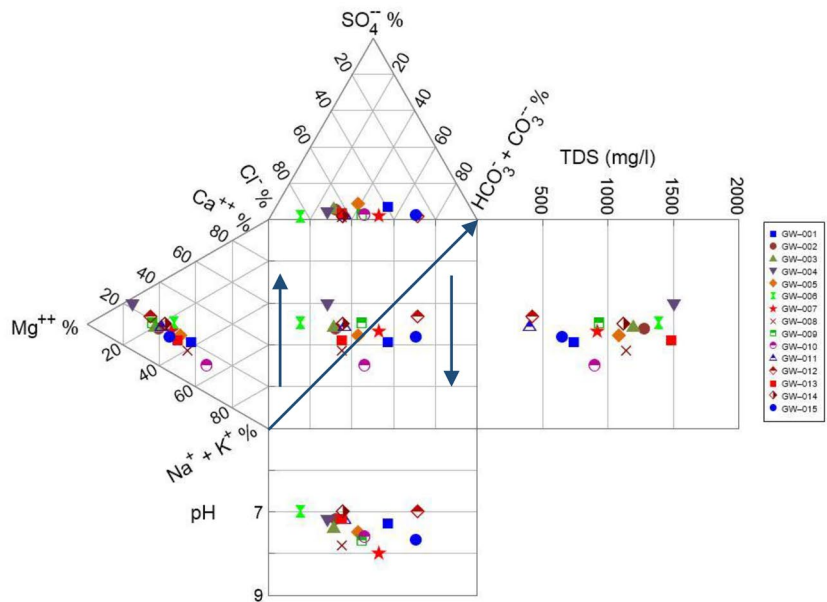 SO₄⁻⁻ %
20 20
40 40
60 60
80 80
Cl⁻ %
HCO₃⁻ + CO₃⁻⁻ %
TDS (mg/l)
500 1000 1500 2000
Ca⁺⁺ %
80
60
40
20
Mg⁺⁺ %
20
40
60
80
Na⁺ + K⁺ %
pH
7
9
GW–001
GW–002
GW–003
GW–004
GW–005
GW–006
GW–007
GW–008
GW–009
GW–010
GW–011
GW–012
GW–013
GW–014
GW–015